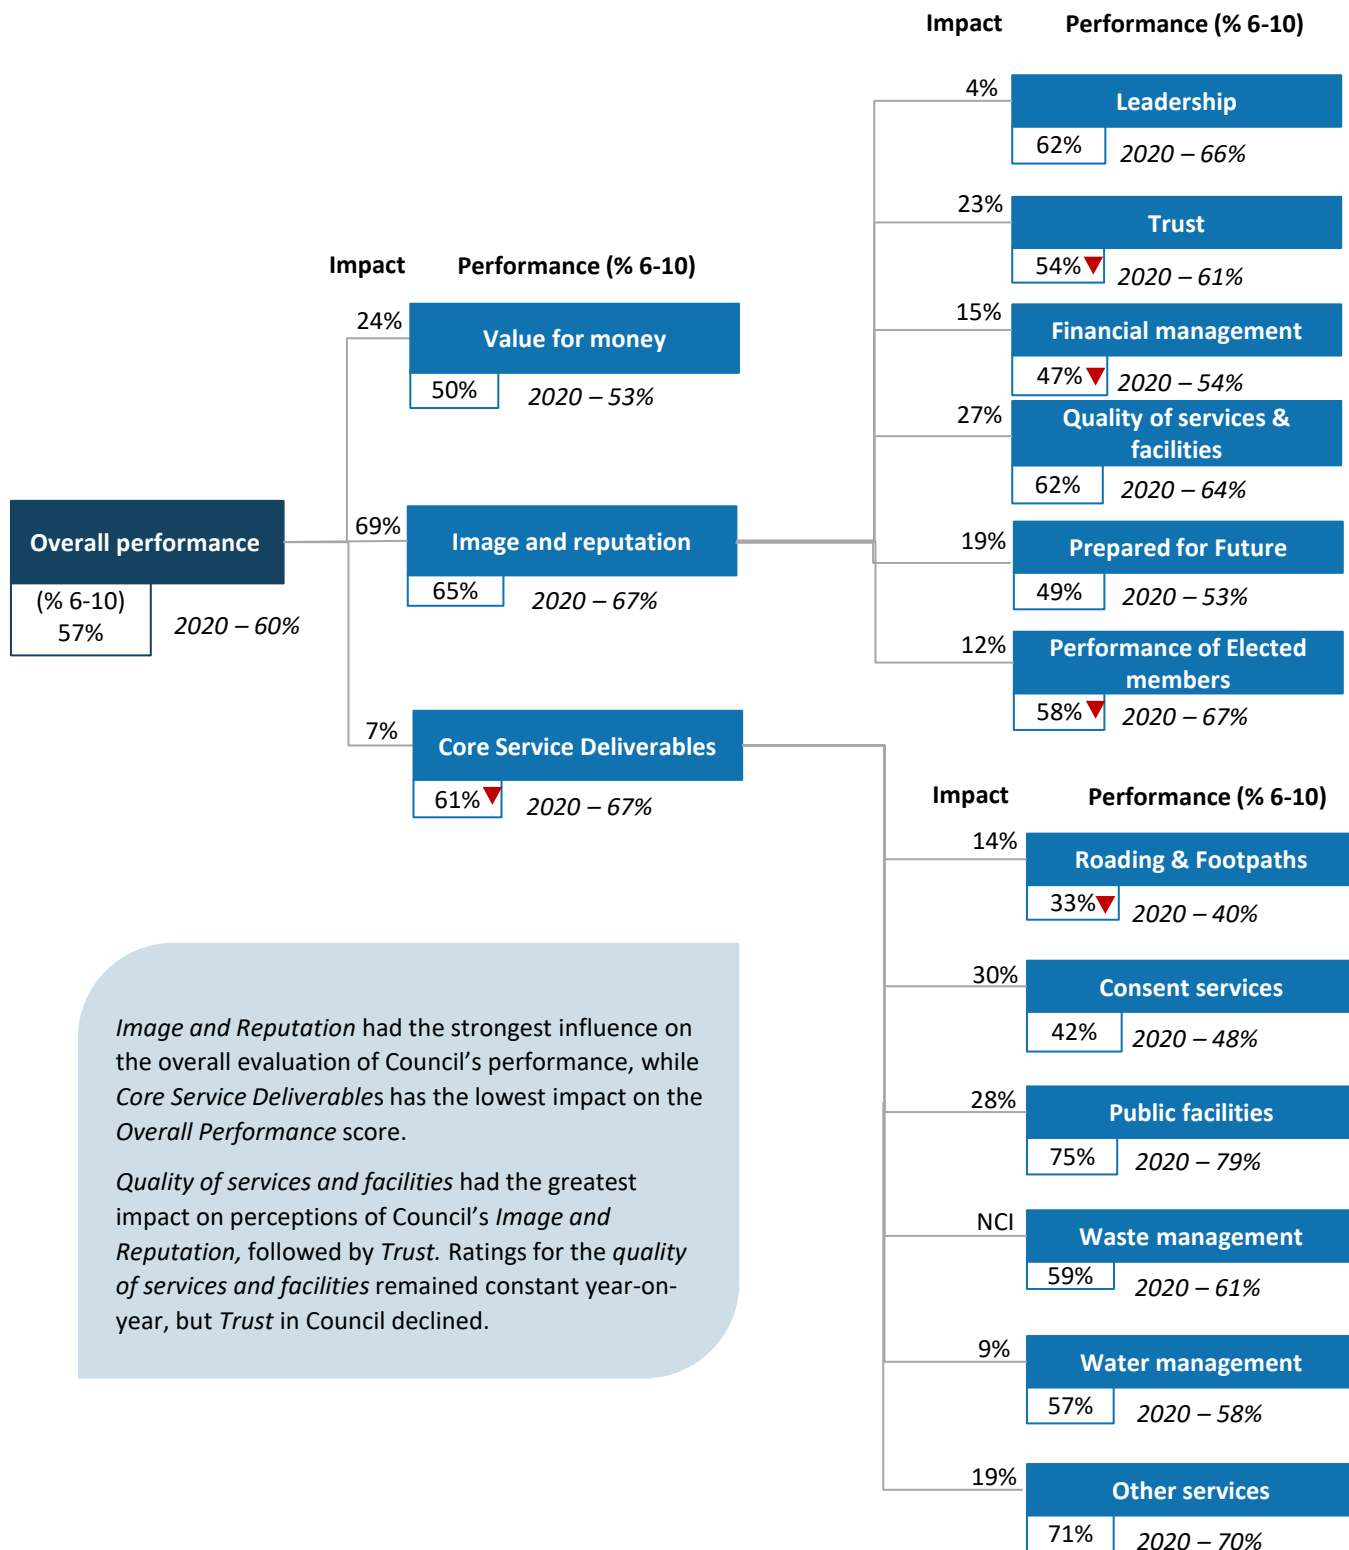 Impact Performance (% 6-10)
4%
Leadership
62% 2020 – 66%
23%
Trust
54% 2020 – 61%
15%
Financial management
47% 2020 – 54%
27%
Quality of services &
facilities
62% 2020 – 64%
19%
Prepared for Future
49% 2020 – 53%
12%
Performance of Elected
members
58% 2020 – 67%
Impact Performance (% 6-10)
24%
Value for money
50% 2020 – 53%
69%
Image and reputation
65% 2020 – 67%
7%
Core Service Deliverables
61% 2020 – 67%
Overall performance
(% 6-10)
57% 2020 – 60%
Impact Performance (% 6-10)
14%
Roading & Footpaths
33% 2020 – 40%
30%
Consent services
42% 2020 – 48%
28%
Public facilities
75% 2020 – 79%
NCI
Waste management
59% 2020 – 61%
9%
Water management
57% 2020 – 58%
19%
Other services
71% 2020 – 70%
Image and Reputation had the strongest influence on
the overall evaluation of Council’s performance, while
Core Service Deliverables has the lowest impact on the
Overall Performance score.
Quality of services and facilities had the greatest
impact on perceptions of Council’s Image and
Reputation, followed by Trust. Ratings for the quality
of services and facilities remained constant year-on-
year, but Trust in Council declined.